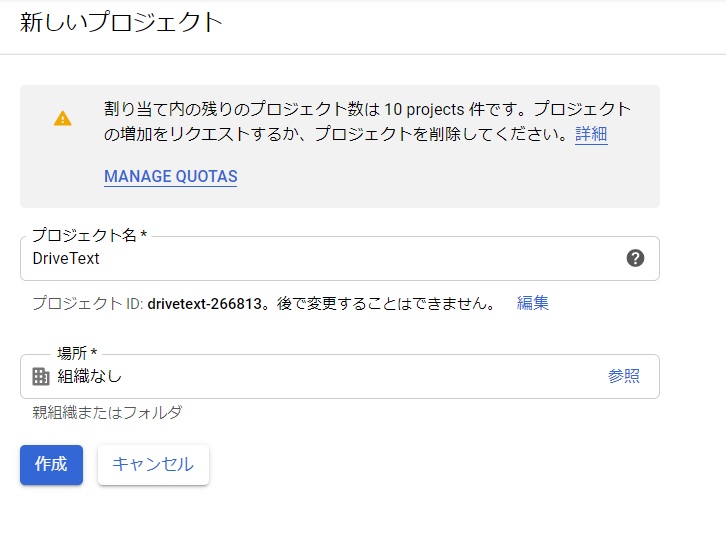 新しいプロジェクト
割り当て内の残りのプロジェクト数は 10 projects 件です。プロジェクト
の増加をリクエストするか、プロジェクトを削除してください。詳細
MANAGE QUOTAS
プロジェクト名 *
DriveText
プロジェクト ID: drivetext-266813。後で変更することはできません。 編集
場所 *
組織なし 参照
親組織またはフォルダ
作成 キャンセル